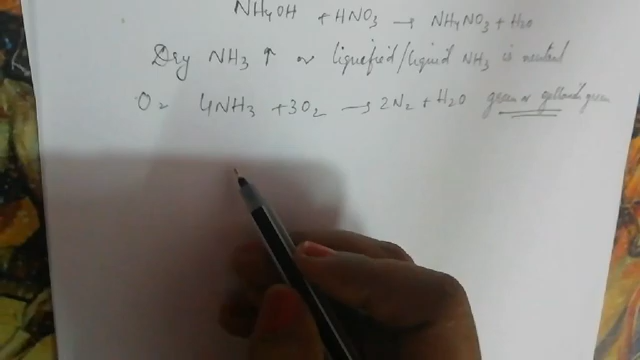 NH4OH + HNO3 → NH4NO3 + H2O
Dry NH3 ↑ or liquefied/liquid NH3 is neutral
O2 4NH3 + 3O2 → 2N2 + H2O green or yellowish green